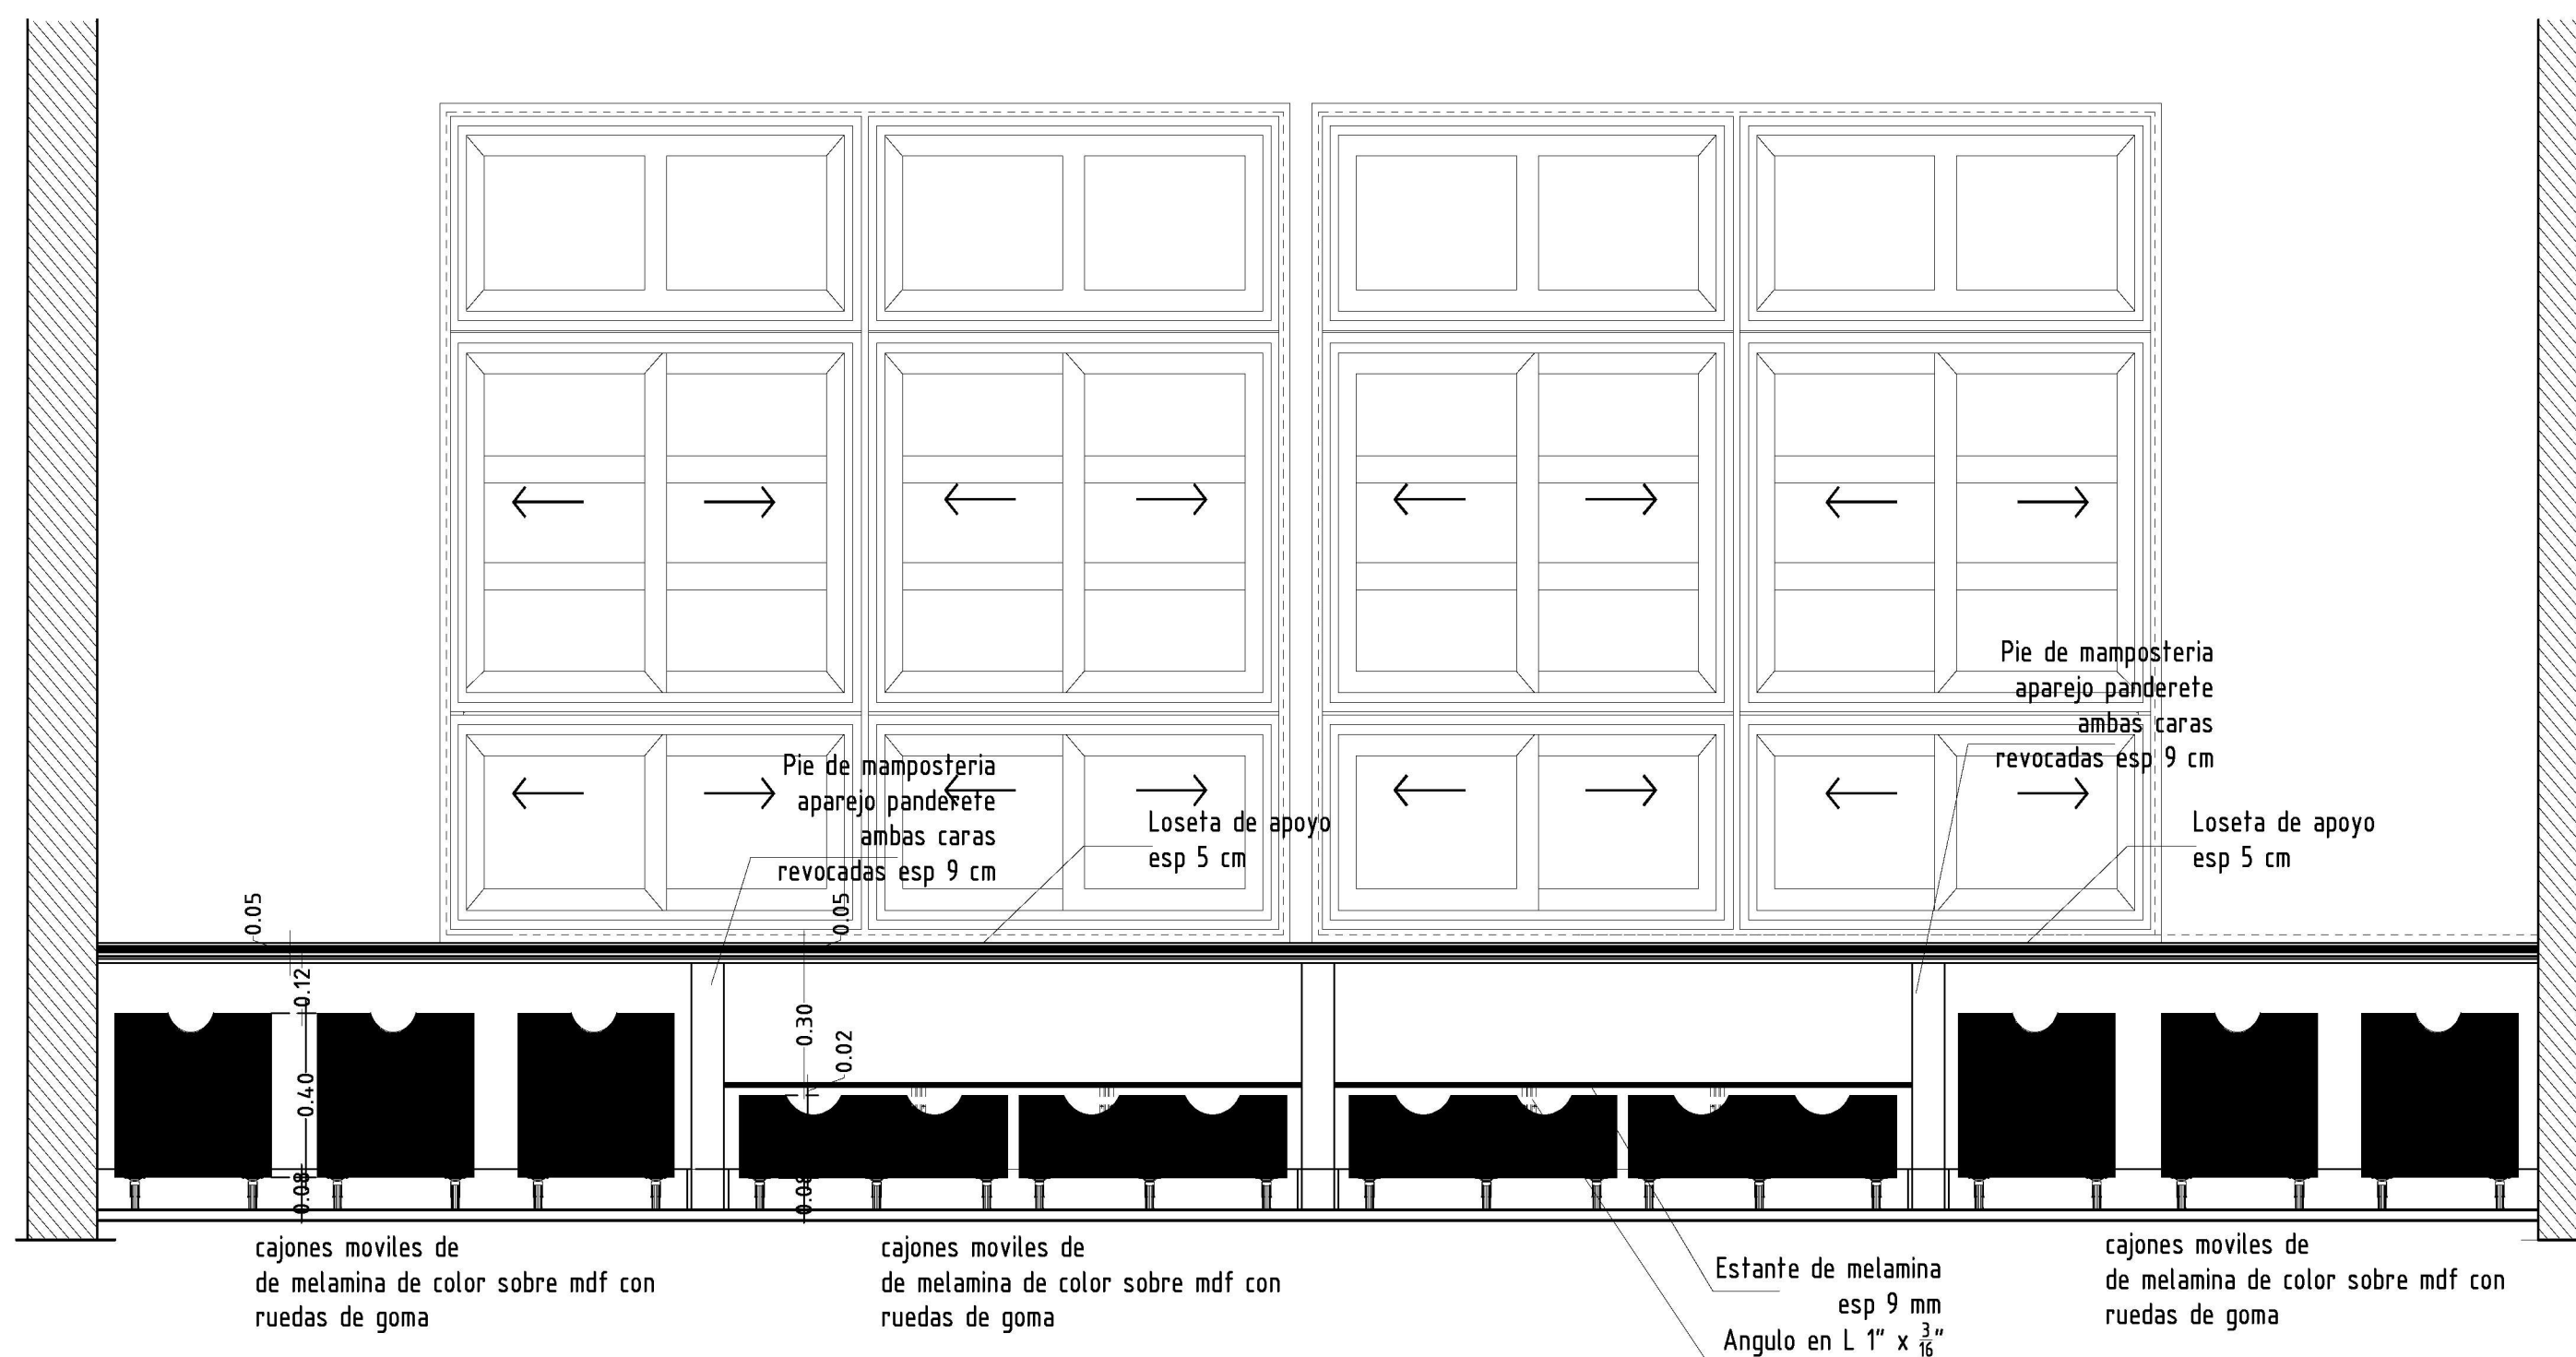 Pie de mamposteria
aparejo panderete
ambas caras
revocadas esp 9 cm
Pie de mamposteria
aparejo panderete
ambas caras
revocadas esp 9 cm
Loseta de apoyo
esp 5 cm
Loseta de apoyo
esp 5 cm
0.05
0.05
0.12
0.30
0.02
0.40
0.08
0.08
cajones moviles de
de melamina de color sobre mdf con
ruedas de goma
cajones moviles de
de melamina de color sobre mdf con
ruedas de goma
Estante de melamina
esp 9 mm
Angulo en L 1" x 3/16"
cajones moviles de
de melamina de color sobre mdf con
ruedas de goma